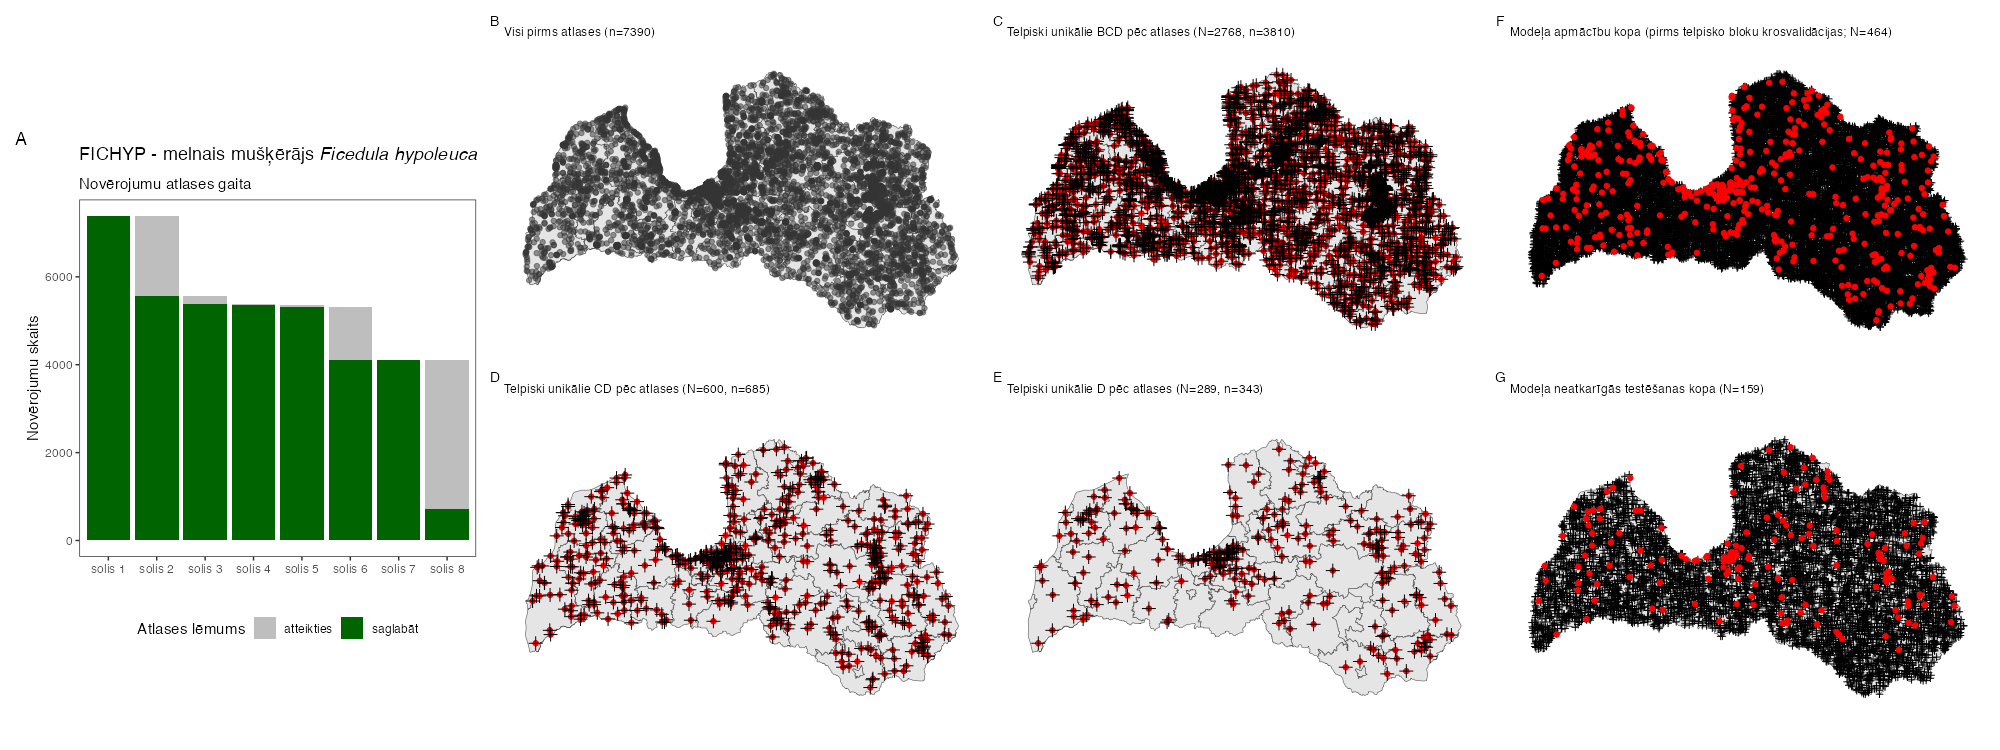 A
FICHYP - melnais mušķērājs Ficedula hypoleuca
Novērojumu atlases gaita
Novērojumu skaits
6000
4000
2000
0
solis 1 solis 2 solis 3 solis 4 solis 5 solis 6 solis 7 solis 8
Atlases lēmums atteikties saglabāt
B
Visi pirms atlases (n=7390)
C
Telpiski unikālie BCD pēc atlases (N=2768, n=3810)
F
Modeļa apmācību kopa (pirms telpisko bloku krosvalidācijas; N=464)
D
Telpiski unikālie CD pēc atlases (N=600, n=685)
E
Telpiski unikālie D pēc atlases (N=289, n=343)
G
Modeļa neatkarīgās testēšanas kopa (N=159)